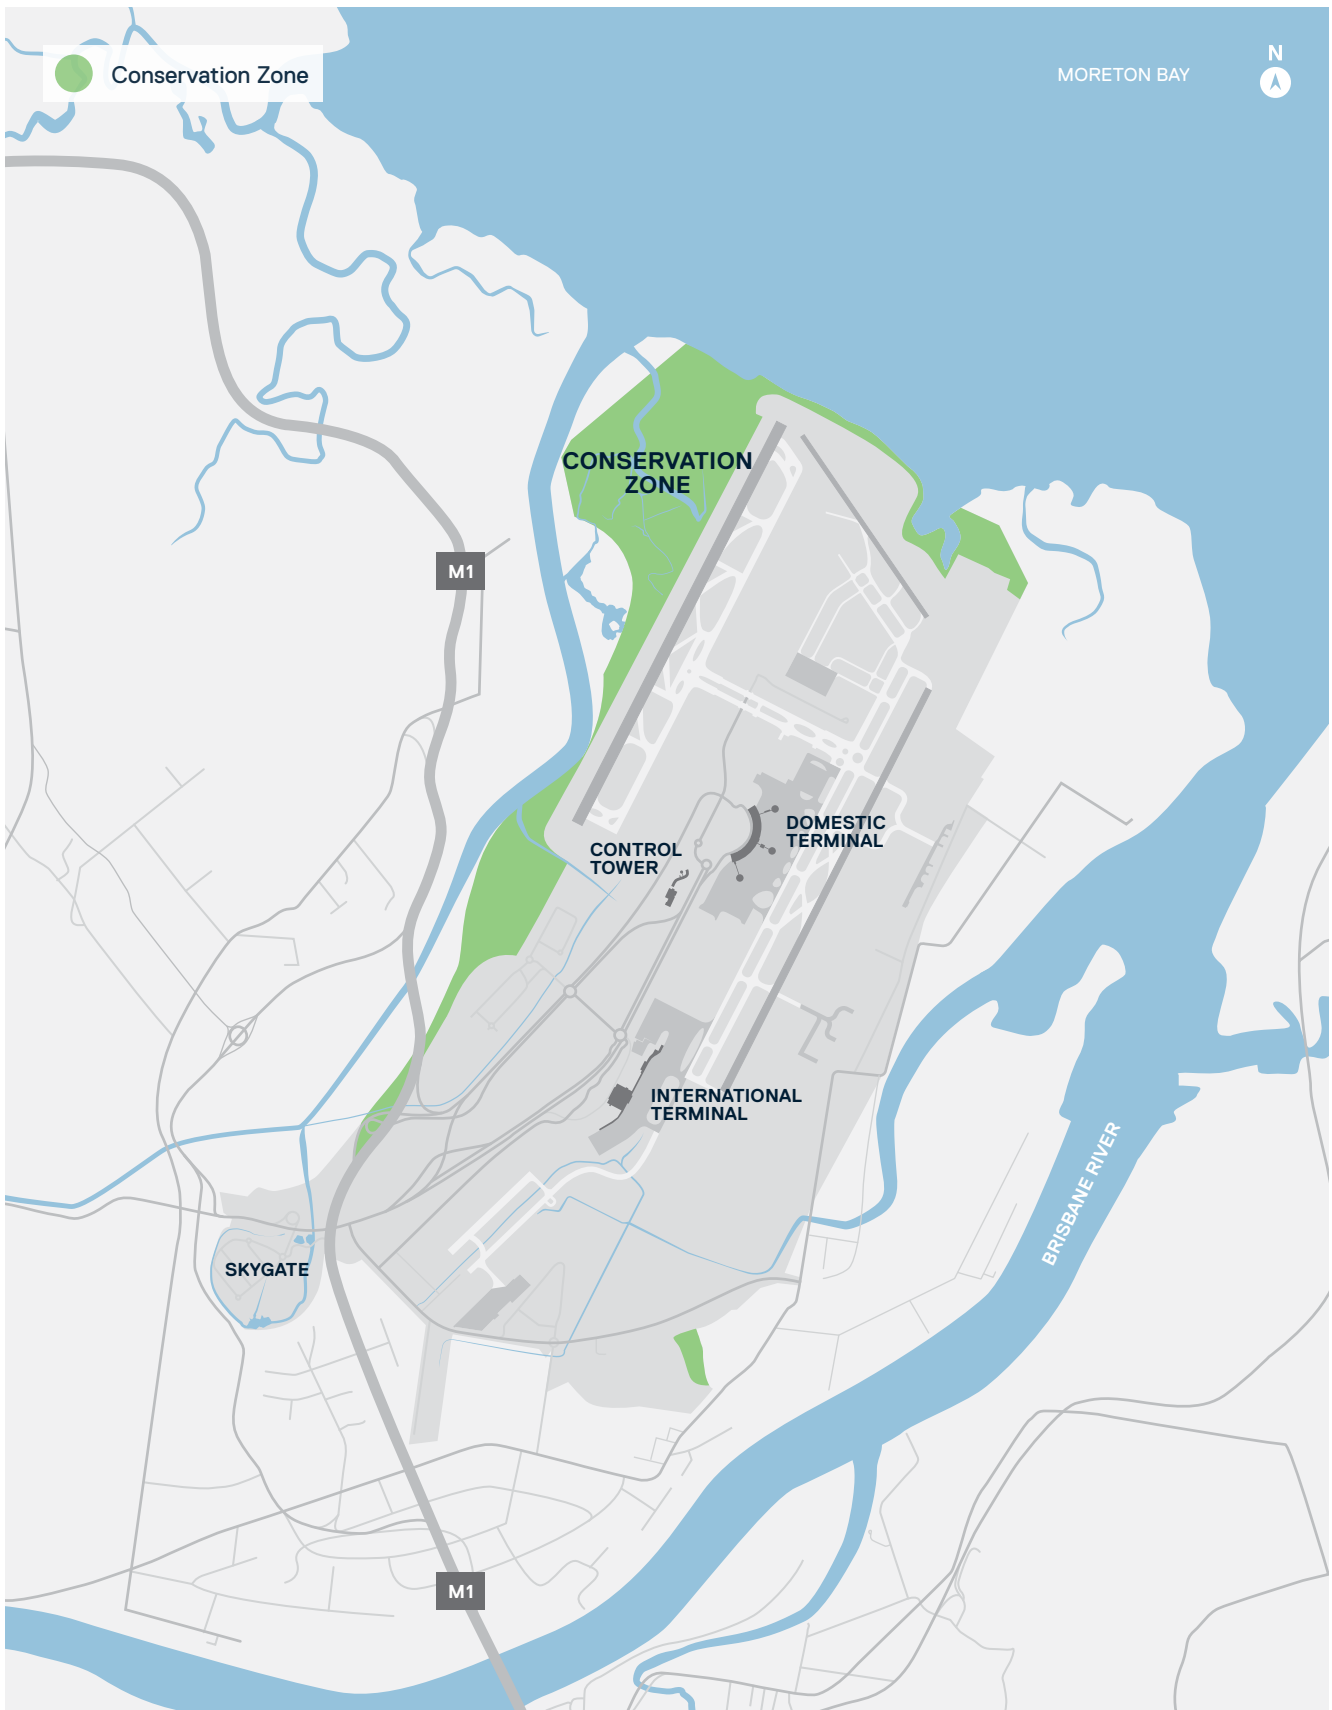 Conservation Zone
MORETON BAY
N
CONSERVATION
ZONE
M1
DOMESTIC
TERMINAL
CONTROL
TOWER
INTERNATIONAL
TERMINAL
BRISBANE RIVER
SKYGATE
M1